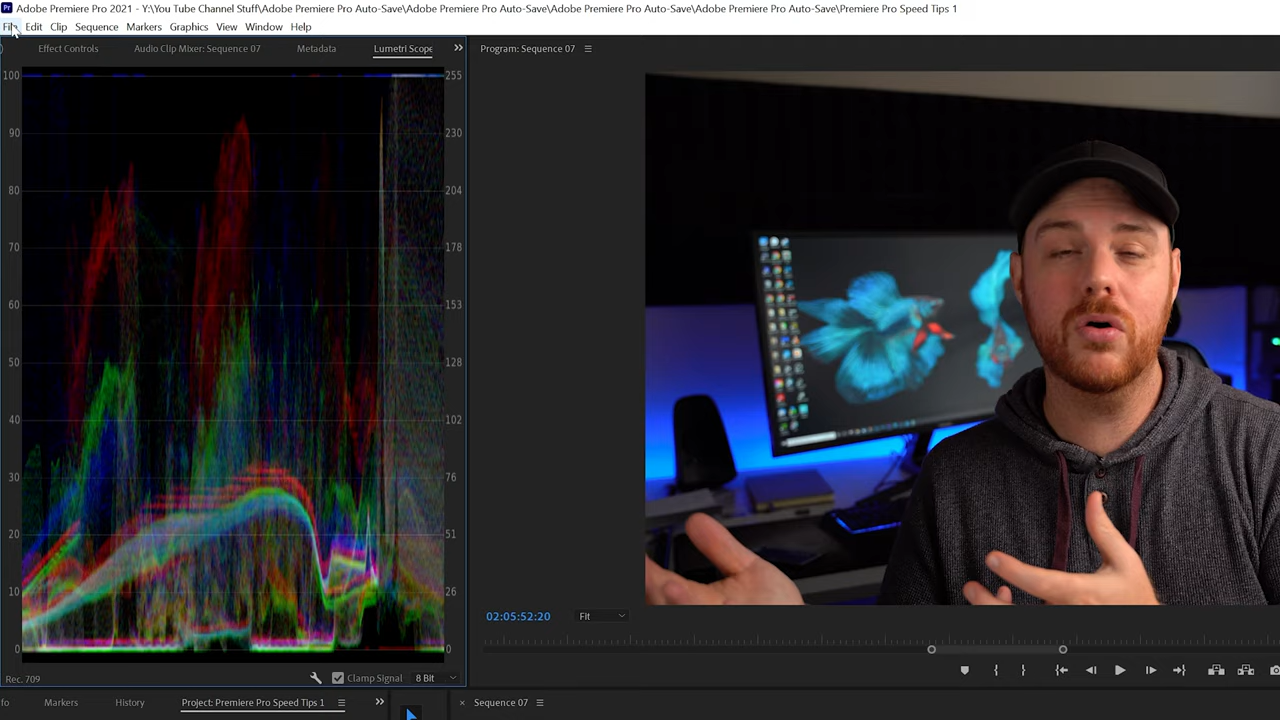 Pr Adobe Premiere Pro 2021 - Y:\You Tube Channel Stuff\Adobe Premiere Pro Auto-Save\Adobe Premiere Pro Auto-Save\Adobe Premiere Pro Auto-Save\Adobe Premiere Pro Auto-Save\Premiere Pro Speed Tips 1
File Edit Clip Sequence Markers Graphics View Window Help
Effect Controls Audio Clip Mixer: Sequence 07 Metadata Lumetri Scope
Program: Sequence 07
100 255
90 230
80 204
70 178
60 153
50 128
40 102
30 76
20 51
10 26
0 0
02:05:52:20 Fit
Rec. 709 Clamp Signal 8 Bit
fo Markers History Project: Premiere Pro Speed Tips 1
× Sequence 07